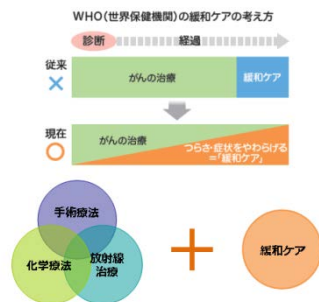 WHO(世界保健機関)の緩和ケアの考え方
診断
経過
従来
がんの治療
緩和ケア
現在
がんの治療
つらさ・症状をやわらげる
=「緩和ケア」
手術療法
化学療法
放射線
治療
緩和ケア